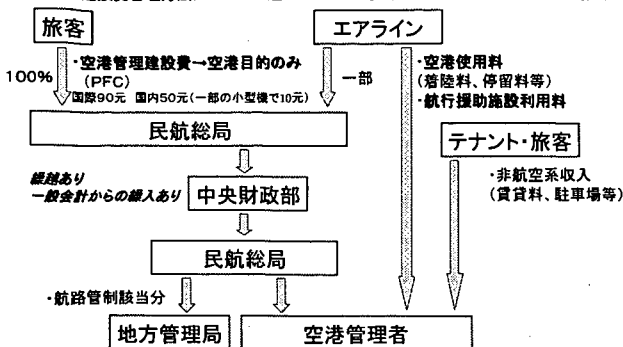 旅客
エアライン
100%
・空港管理建設費→空港目的のみ
(PFC)
国際90元 国内50元(一部の小型機で10元)
一部
・空港使用料
(着陸料、停留料等)
・航行援助施設利用料
民航総局
テナント・旅客
繰越あり
一般会計からの繰入あり
中央財政部
・非航空系収入
(賃貸料、駐車場等)
民航総局
・航路管制該当分
地方管理局
空港管理者